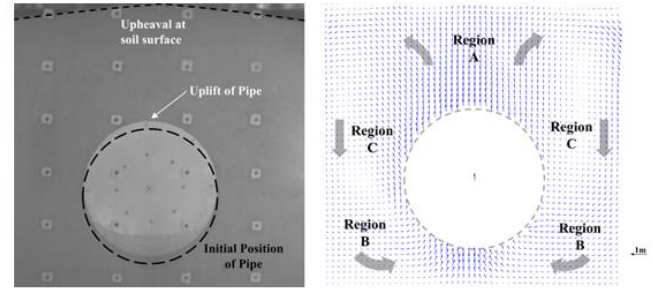 Upheaval at
soil surface
Uplift of Pipe
Initial Position
of Pipe
Region
A
Region
C
Region
C
Region
B
Region
B
1m